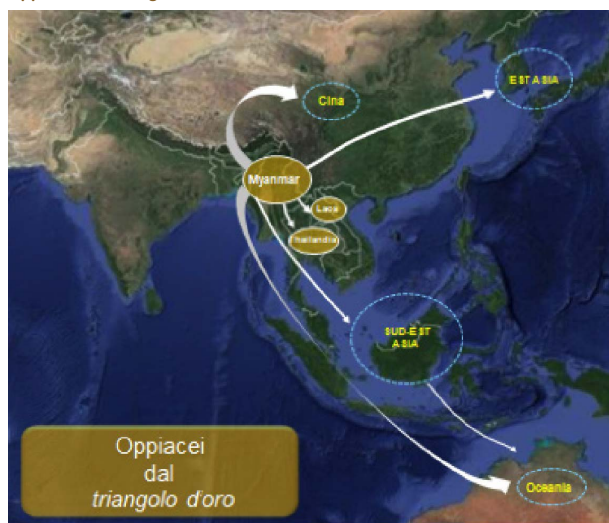 EST ASIA
Cina
Myanmar
Laos
Thailandia
SUD-EST
ASIA
Oceania
Oppiacei
dal
triangolo d'oro